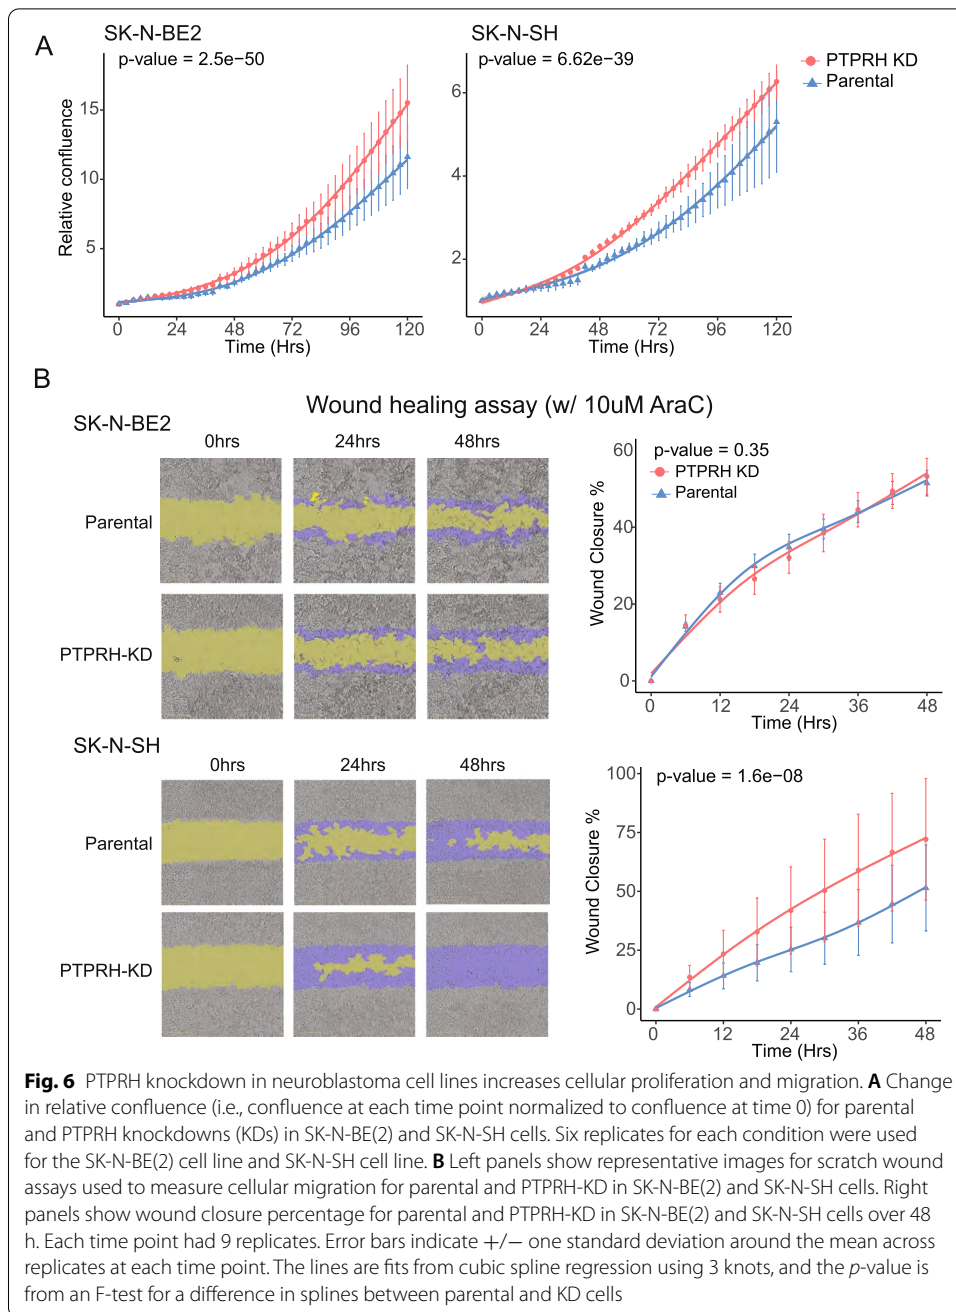 A
SK-N-BE2
p-value = 2.5e−50
Relative confluence
15
10
5
0 24 48 72 96 120
Time (Hrs)
SK-N-SH
p-value = 6.62e−39
6
4
2
0 24 48 72 96 120
Time (Hrs)
PTPRH KD
Parental
B
Wound healing assay (w/ 10uM AraC)
SK-N-BE2
0hrs 24hrs 48hrs
Parental
PTPRH-KD
60
40
20
0
Wound Closure %
p-value = 0.35
PTPRH KD
Parental
0 12 24 36 48
Time (Hrs)
SK-N-SH
0hrs 24hrs 48hrs
Parental
PTPRH-KD
100
75
50
25
0
Wound Closure %
p-value = 1.6e−08
0 12 24 36 48
Time (Hrs)
Fig. 6 PTPRH knockdown in neuroblastoma cell lines increases cellular proliferation and migration. A Change
in relative confluence (i.e., confluence at each time point normalized to confluence at time 0) for parental
and PTPRH knockdowns (KDs) in SK-N-BE(2) and SK-N-SH cells. Six replicates for each condition were used
for the SK-N-BE(2) cell line and SK-N-SH cell line. B Left panels show representative images for scratch wound
assays used to measure cellular migration for parental and PTPRH-KD in SK-N-BE(2) and SK-N-SH cells. Right
panels show wound closure percentage for parental and PTPRH-KD in SK-N-BE(2) and SK-N-SH cells over 48
h. Each time point had 9 replicates. Error bars indicate +/− one standard deviation around the mean across
replicates at each time point. The lines are fits from cubic spline regression using 3 knots, and the p-value is
from an F-test for a difference in splines between parental and KD cells